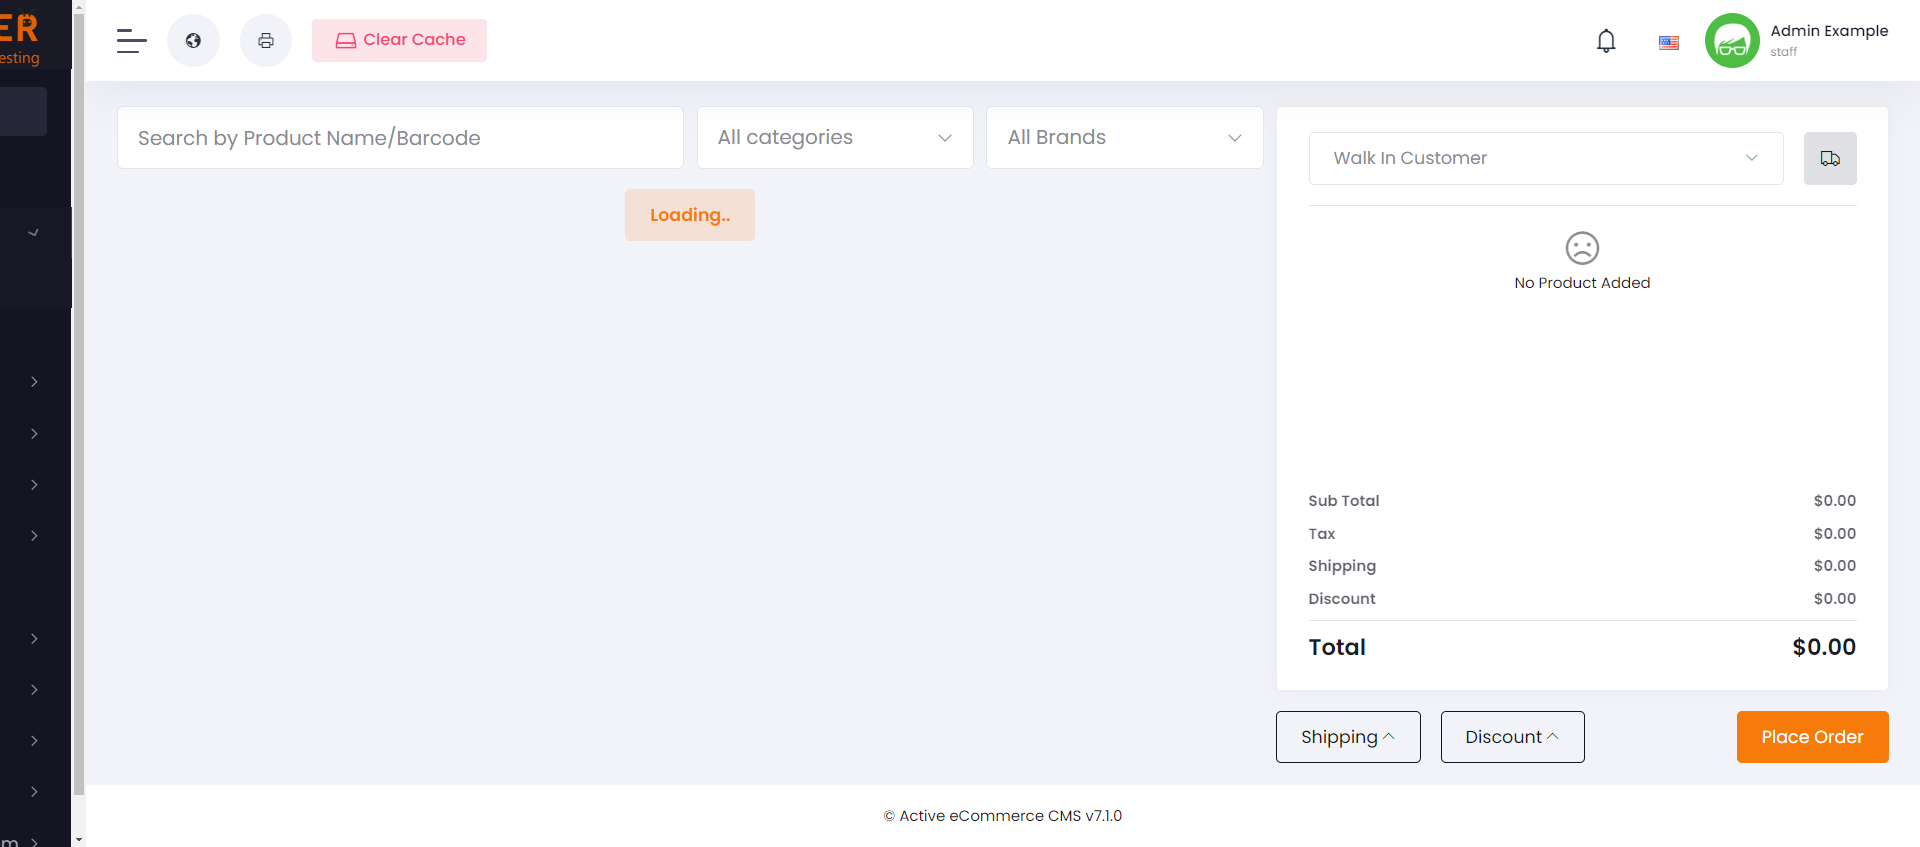 ER
esting
Clear Cache
Admin Example
staff
Search by Product Name/Barcode
All categories
All Brands
Walk In Customer
Loading..
No Product Added
Sub Total $0.00
Tax $0.00
Shipping $0.00
Discount $0.00
Total $0.00
Shipping
Discount
Place Order
© Active eCommerce CMS v7.1.0
m